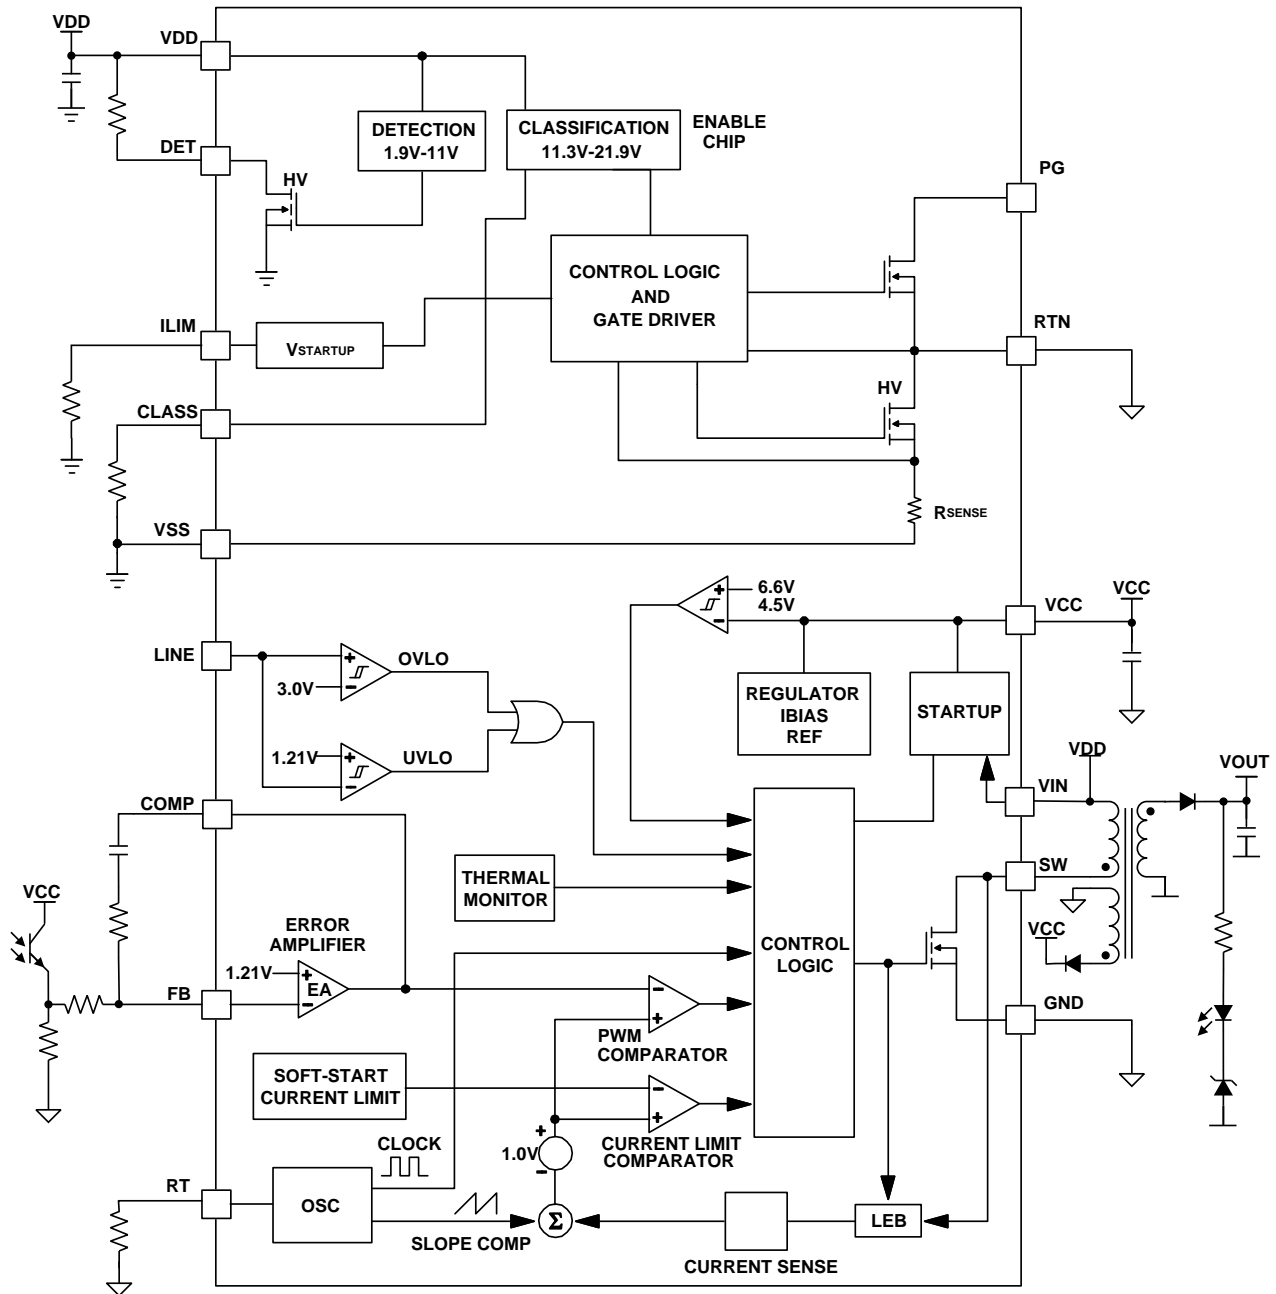 VDD
VDD
DETECTION
1.9V-11V
CLASSIFICATION
11.3V-21.9V
ENABLE
CHIP
DET
HV
PG
CONTROL LOGIC
AND
GATE DRIVER
ILIM
VSTARTUP
RTN
HV
CLASS
RSENSE
VSS
6.6V
4.5V
VCC
VCC
LINE
OVLO
3.0V
REGULATOR
IBIAS
REF
STARTUP
1.21V
UVLO
VDD
VOUT
COMP
VIN
THERMAL
MONITOR
SW
VCC
ERROR
AMPLIFIER
CONTROL
LOGIC
VCC
1.21V
EA
FB
GND
PWM
COMPARATOR
SOFT-START
CURRENT LIMIT
CLOCK
1.0V
CURRENT LIMIT
COMPARATOR
RT
OSC
SLOPE COMP
Σ
LEB
CURRENT SENSE